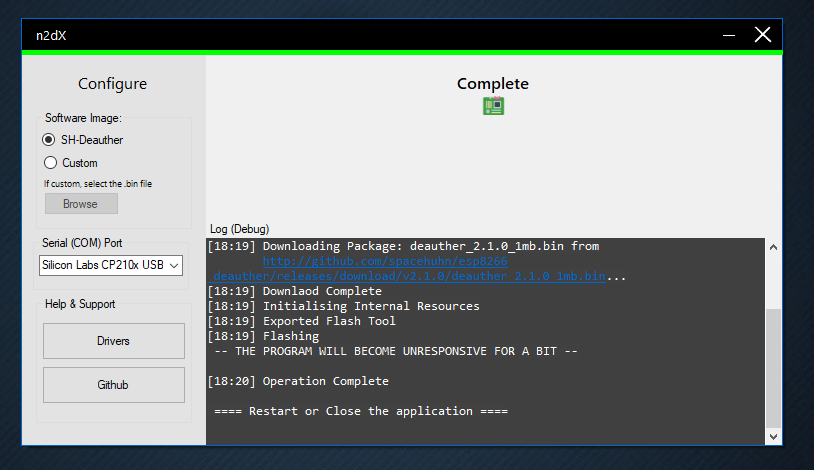 n2dX
Configure
Software Image:
SH-Deauther
Custom
If custom, select the .bin file
Browse
Serial (COM) Port
Silicon Labs CP210x USB
Help & Support
Drivers
Github
Complete
Log (Debug)
[18:19] Downloading Package: deauther_2.1.0_1mb.bin from
http://github.com/spacehuhn/esp8266
_deauther/releases/download/v2.1.0/deauther_2.1.0_1mb.bin...
[18:19] Downlaod Complete
[18:19] Initialising Internal Resources
[18:19] Exported Flash Tool
[18:19] Flashing
-- THE PROGRAM WILL BECOME UNRESPONSIVE FOR A BIT --
[18:20] Operation Complete
==== Restart or Close the application ====